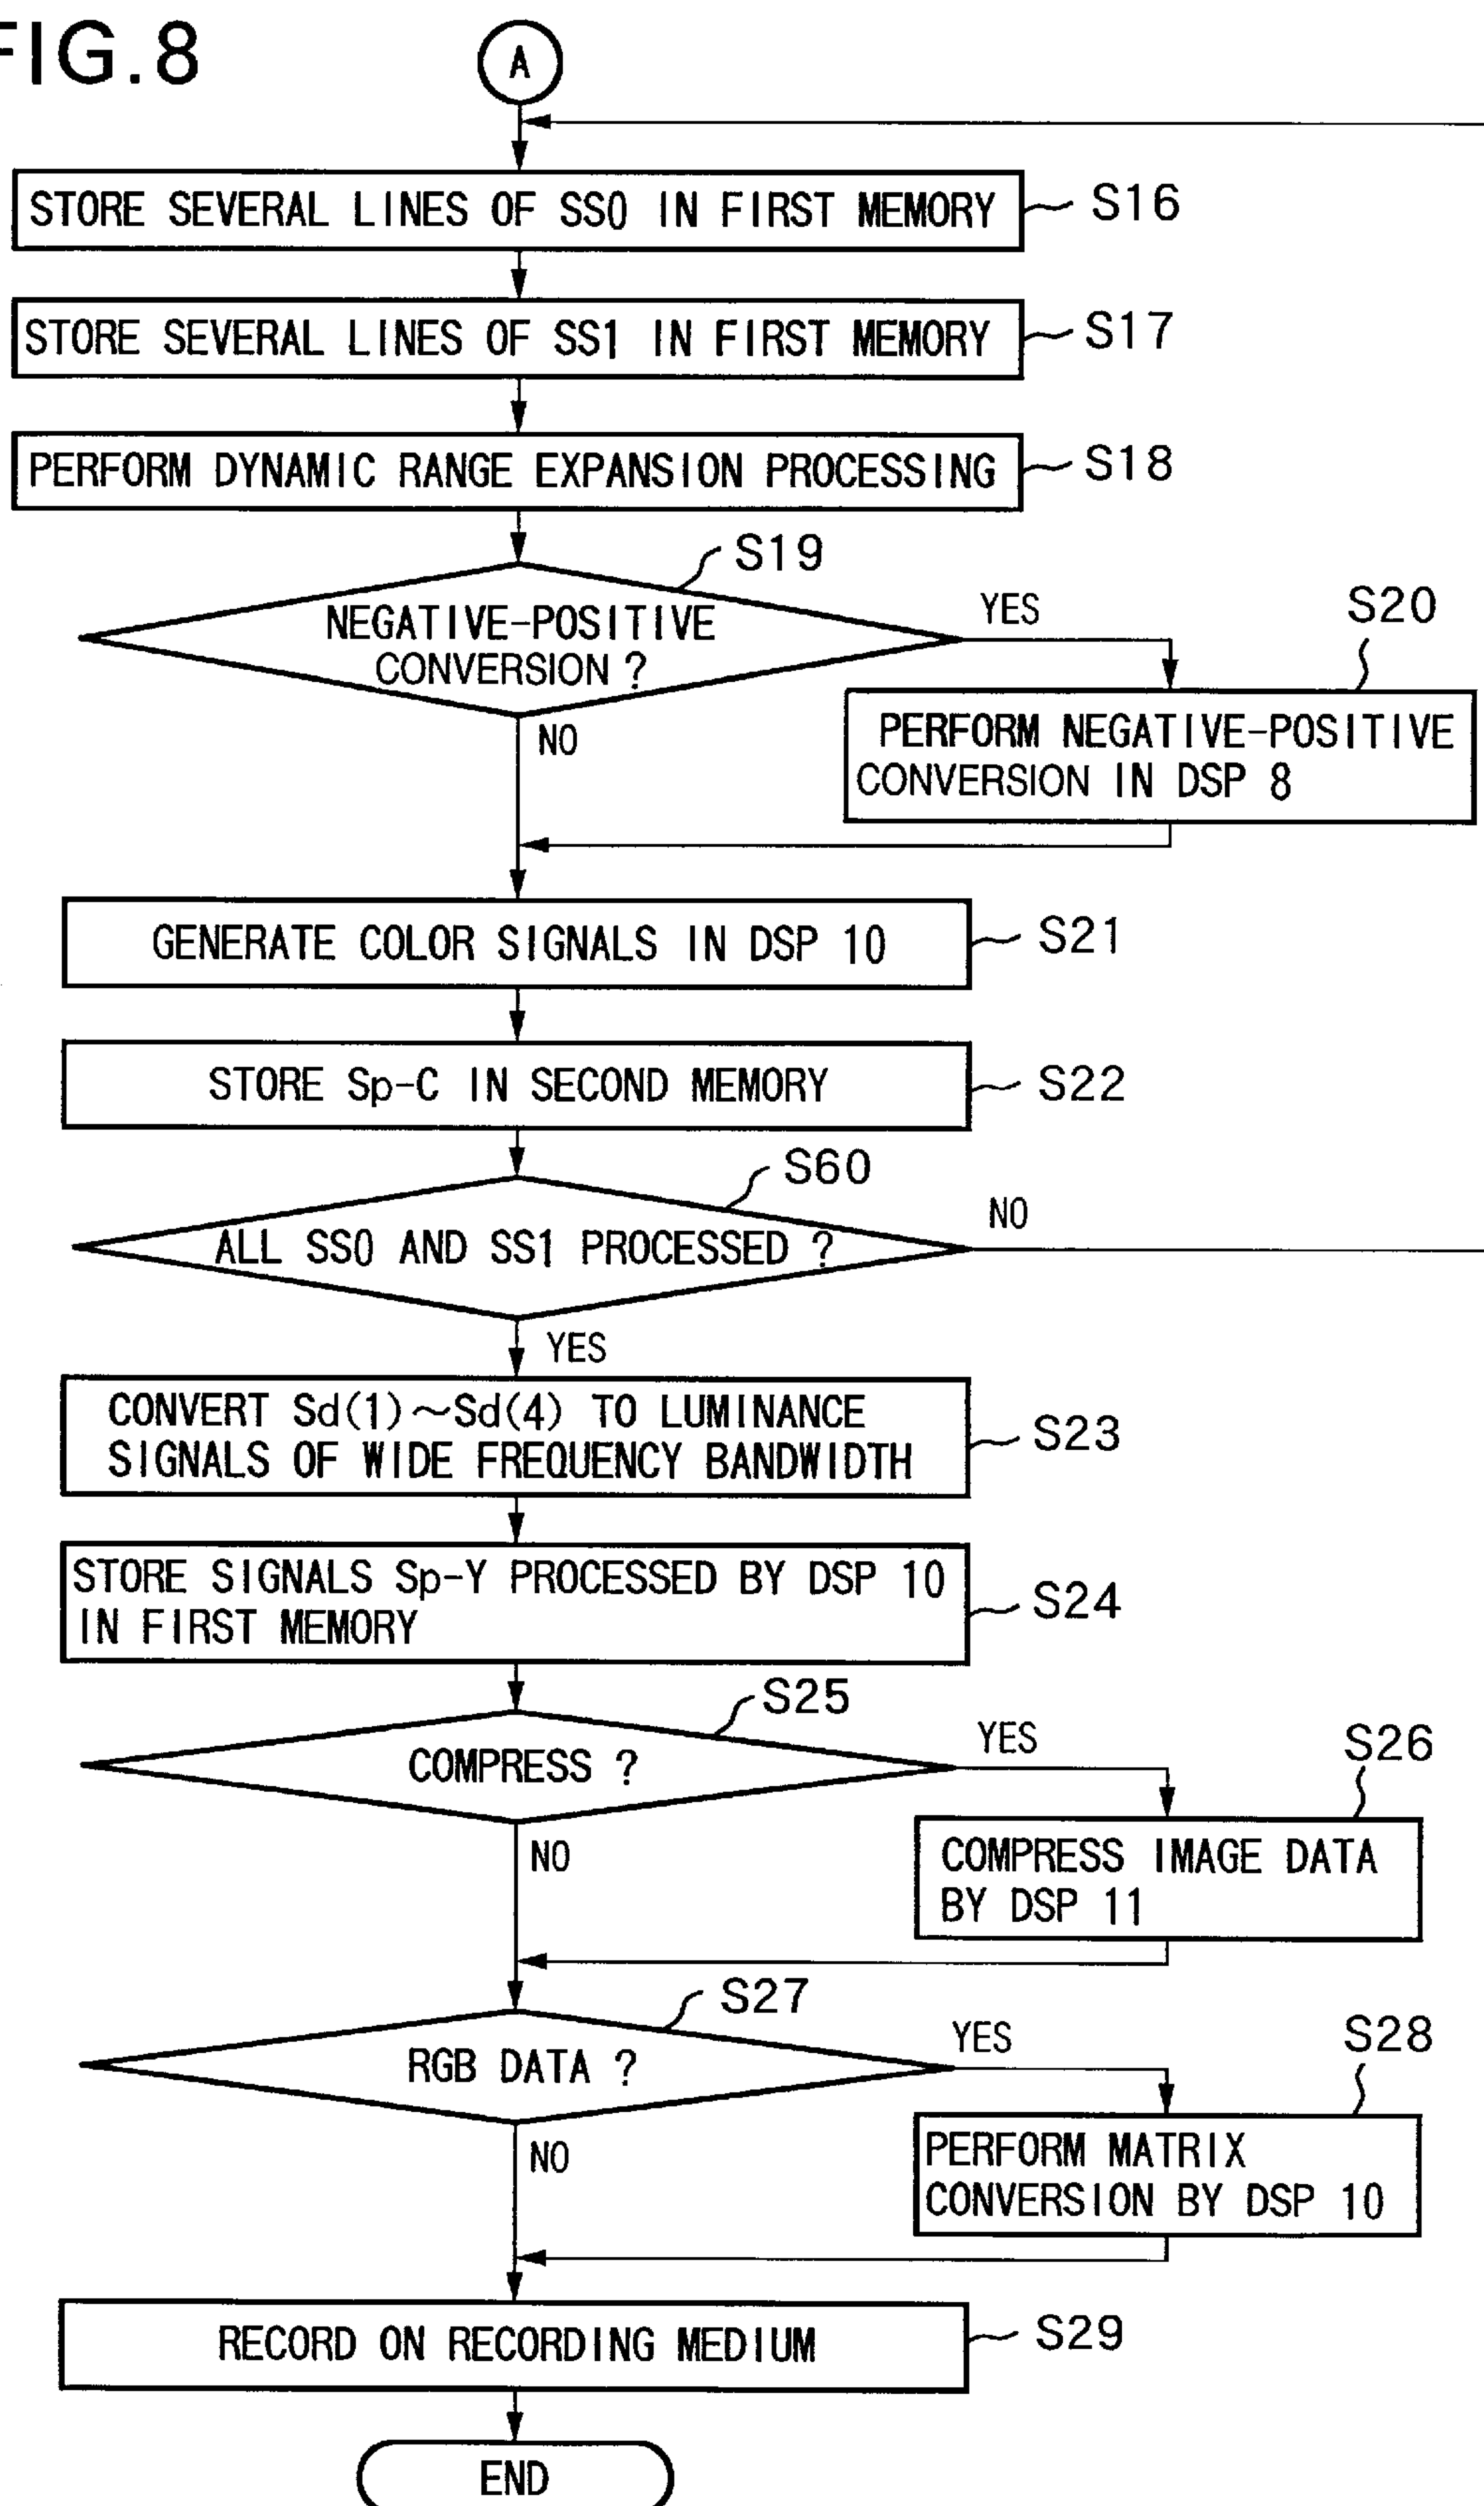 FIG.8
A
STORE SEVERAL LINES OF SS0 IN FIRST MEMORY
S16
STORE SEVERAL LINES OF SS1 IN FIRST MEMORY
S17
PERFORM DYNAMIC RANGE EXPANSION PROCESSING
S18
S19
NEGATIVE-POSITIVE
CONVERSION ?
YES
S20
NO
PERFORM NEGATIVE-POSITIVE
CONVERSION IN DSP 8
GENERATE COLOR SIGNALS IN DSP 10
S21
STORE Sp-C IN SECOND MEMORY
S22
S60
ALL SS0 AND SS1 PROCESSED ?
NO
YES
CONVERT Sd(1)~Sd(4) TO LUMINANCE
SIGNALS OF WIDE FREQUENCY BANDWIDTH
S23
STORE SIGNALS Sp-Y PROCESSED BY DSP 10
IN FIRST MEMORY
S24
S25
COMPRESS ?
YES
S26
NO
COMPRESS IMAGE DATA
BY DSP 11
S27
RGB DATA ?
YES
S28
NO
PERFORM MATRIX
CONVERSION BY DSP 10
RECORD ON RECORDING MEDIUM
S29
END